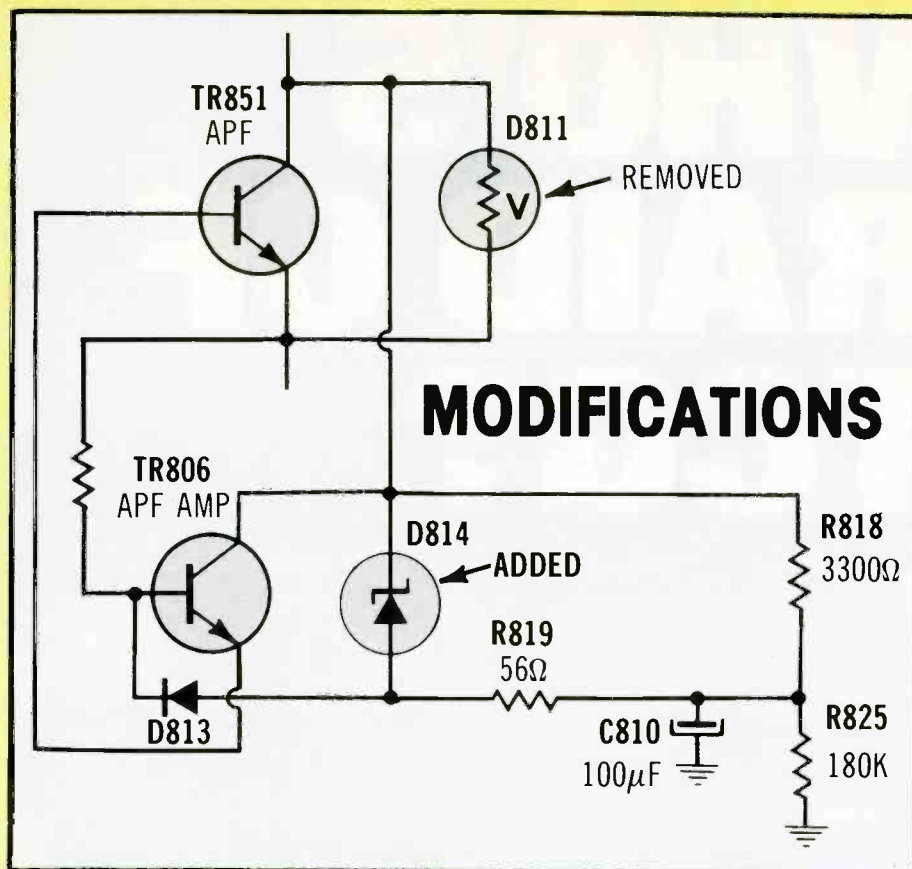 TR851
APF
D811
V
REMOVED
MODIFICATIONS
TR806
APF AMP
D814
ADDED
R818
3300Ω
R819
56Ω
D813
C810
100μF
R825
180K